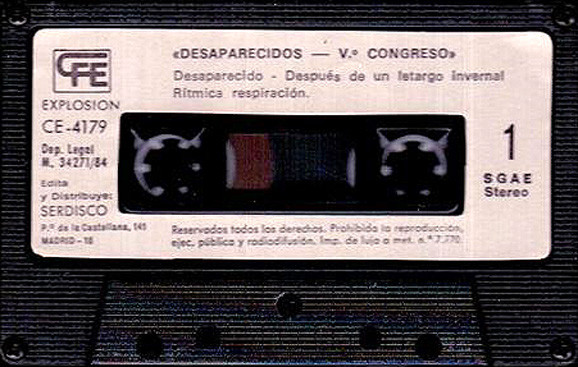 «DESAPARECIDOS — V.º CONGRESO»
Desaparecido - Después de un letargo invernal
Rítmica respiración.
CFE
EXPLOSION
CE-4179
Dep. Legal
M. 34271/84
Edita
y Distribuye:
SERDISCO
P.º de la Castellana, 141
MADRID-16
1
SGAE
Stereo
Reservados todos los derechos. Prohibida la reproducción,
ejec. pública y radiodifusión. Imp. de lujo a met. n.º 7.770.